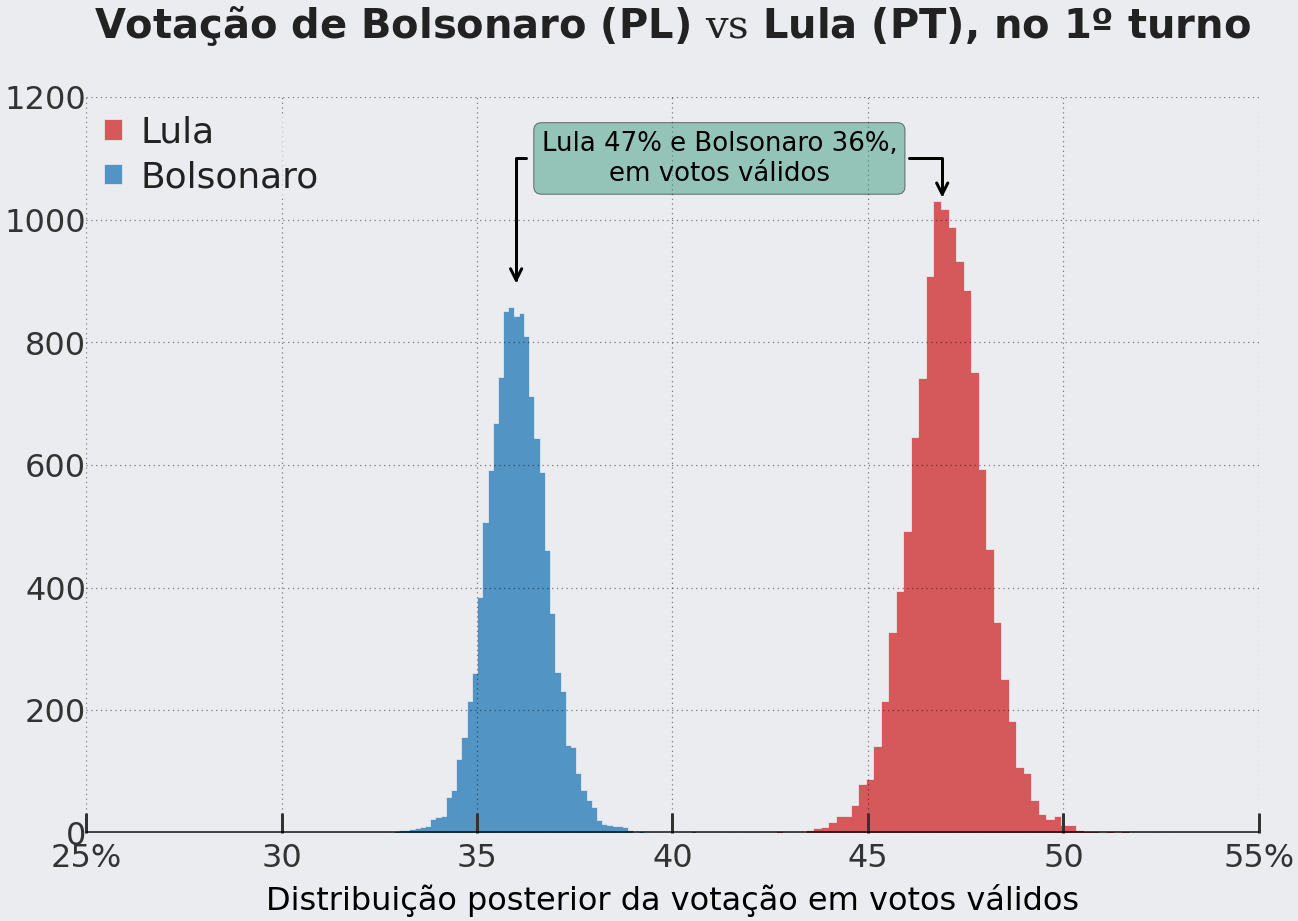 Votação de Bolsonaro (PL) vs Lula (PT), no 1º turno
1200
1000
800
600
400
200
0
Lula
Bolsonaro
Lula 47% e Bolsonaro 36%,
em votos válidos
25% 30 35 40 45 50 55%
Distribuição posterior da votação em votos válidos